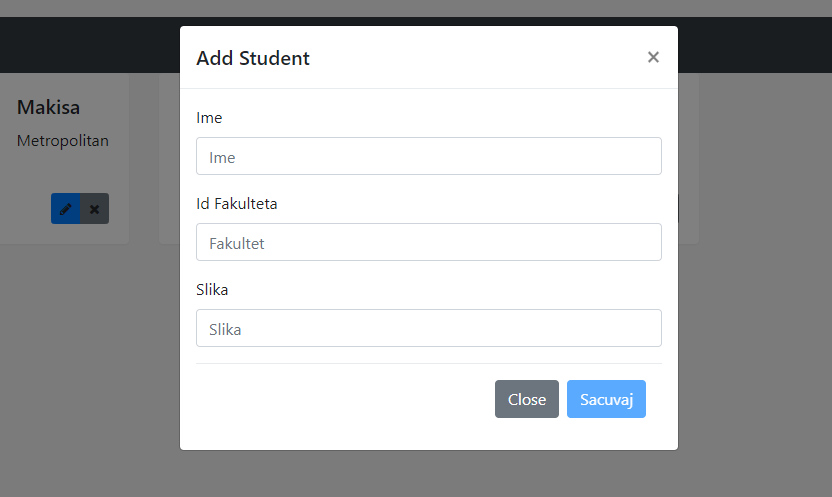 Add Student
×
Makisa
Metropolitan
Ime
Ime
Id Fakulteta
Fakultet
Slika
Slika
Close Sacuvaj